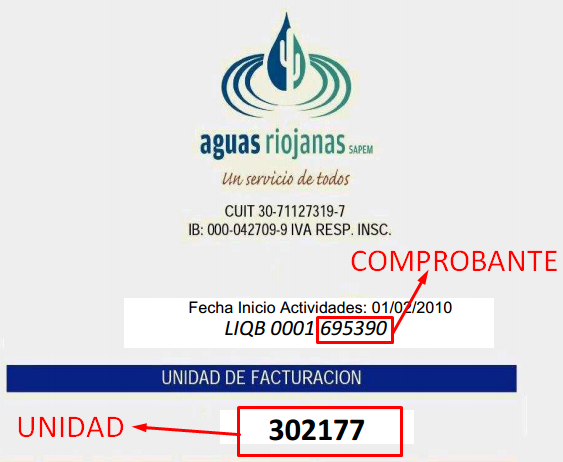 aguas riojanas SAPEM
Un servicio de todos
CUIT 30-71127319-7
IB: 000-042709-9 IVA RESP. INSC.
COMPROBANTE
Fecha Inicio Actividades: 01/02/2010
LIQB 0001 695390
UNIDAD DE FACTURACION
UNIDAD
302177